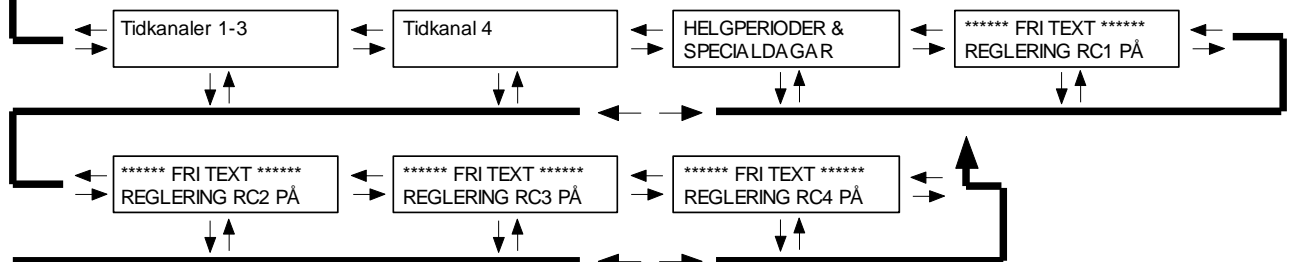 Tidkanaler 1-3
Tidkanal 4
HELGPERIODER &
SPECIALDAGAR
****** FRI TEXT ******
REGLERING RC1 PÅ
****** FRI TEXT ******
REGLERING RC2 PÅ
****** FRI TEXT ******
REGLERING RC3 PÅ
****** FRI TEXT ******
REGLERING RC4 PÅ